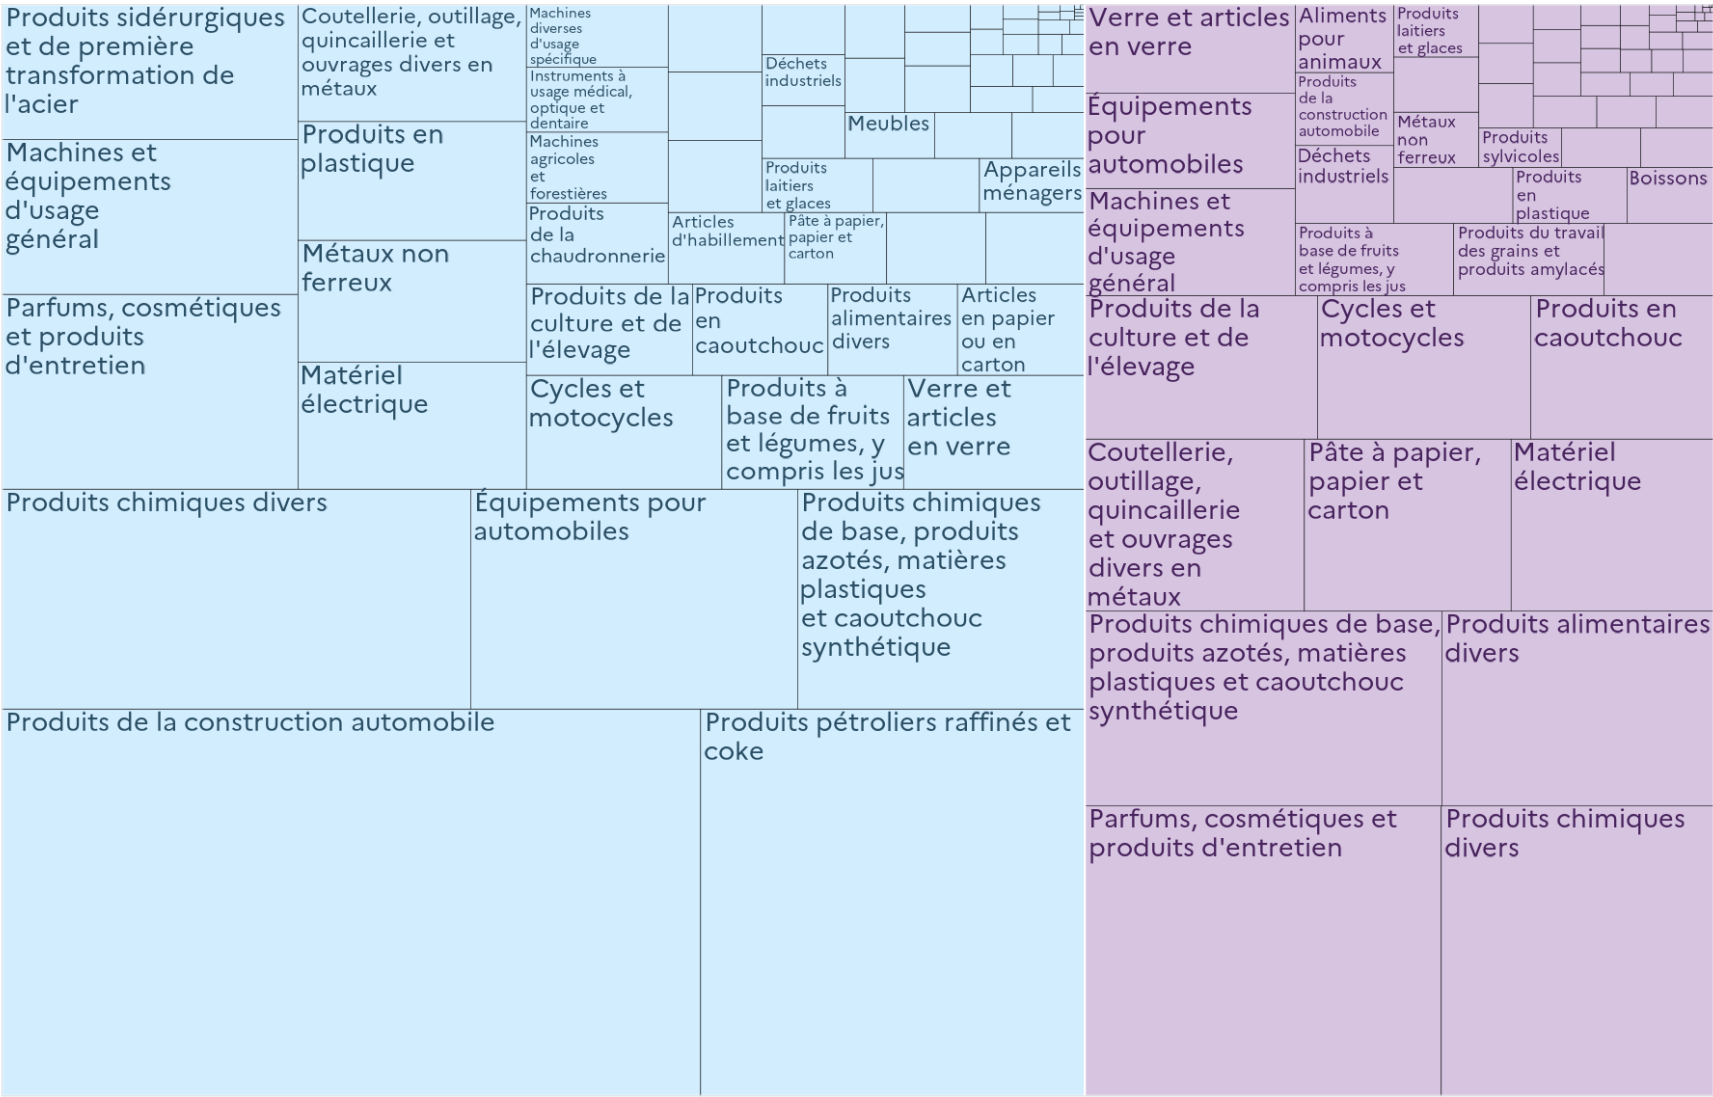 Produits sidérurgiques
et de première
transformation de
l'acier
Machines et
équipements
d'usage
général
Parfums, cosmétiques
et produits
d'entretien
Coutellerie, outillage,
quincaillerie et
ouvrages divers en
métaux
Produits en
plastique
Métaux non
ferreux
Matériel
électrique
Machines
diverses
d'usage
spécifique
Instruments à
usage médical,
optique et
dentaire
Machines
agricoles
et
forestières
Produits
de la
chaudronnerie
Déchets
industriels
Meubles
Produits
laitiers
et glaces
Appareils
ménagers
Articles
d'habillement
Pâte à papier,
papier et
carton
Produits de la
culture et de
l'élevage
Produits
en
caoutchouc
Produits
alimentaires
divers
Articles
en papier
ou en
carton
Cycles et
motocycles
Produits à
base de fruits
et légumes, y
compris les jus
Verre et
articles
en verre
Produits chimiques divers
Équipements pour
automobiles
Produits chimiques
de base, produits
azotés, matières
plastiques
et caoutchouc
synthétique
Produits de la construction automobile
Produits pétroliers raffinés et
coke
Verre et articles
en verre
Équipements
pour
automobiles
Machines et
équipements
d'usage
général
Aliments
pour
animaux
Produits
de la
construction
automobile
Déchets
industriels
Produits
laitiers
et glaces
Métaux
non
ferreux
Produits
sylvicoles
Produits
en
plastique
Boissons
Produits à
base de fruits
et légumes, y
compris les jus
Produits du travail
des grains et
produits amylacés
Produits de la
culture et de
l'élevage
Cycles et
motocycles
Produits en
caoutchouc
Coutellerie,
outillage,
quincaillerie
et ouvrages
divers en
métaux
Pâte à papier,
papier et
carton
Matériel
électrique
Produits chimiques de base,
produits azotés, matières
plastiques et caoutchouc
synthétique
Produits alimentaires
divers
Parfums, cosmétiques et
produits d'entretien
Produits chimiques
divers